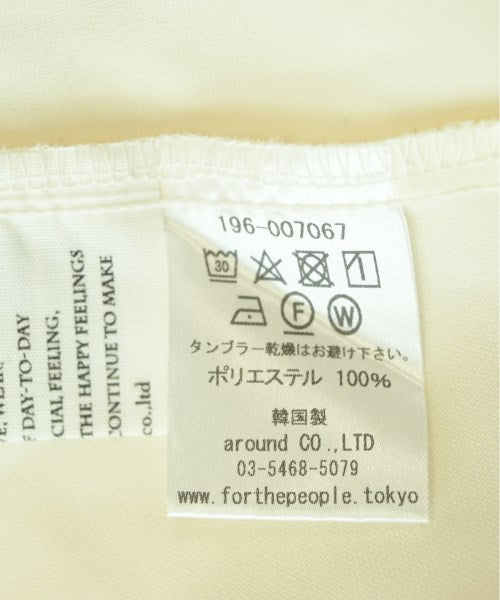 196-007067
30
F W
タンブラー乾燥はお避け下さい。
ポリエステル 100%
韓国製
around CO.,LTD
03-5468-5079
www.forthepeople.tokyo
DAY-TO-DAY
FEELING,
THE HAPPY FEELINGS
CONTINUE TO MAKE
co.,ltd